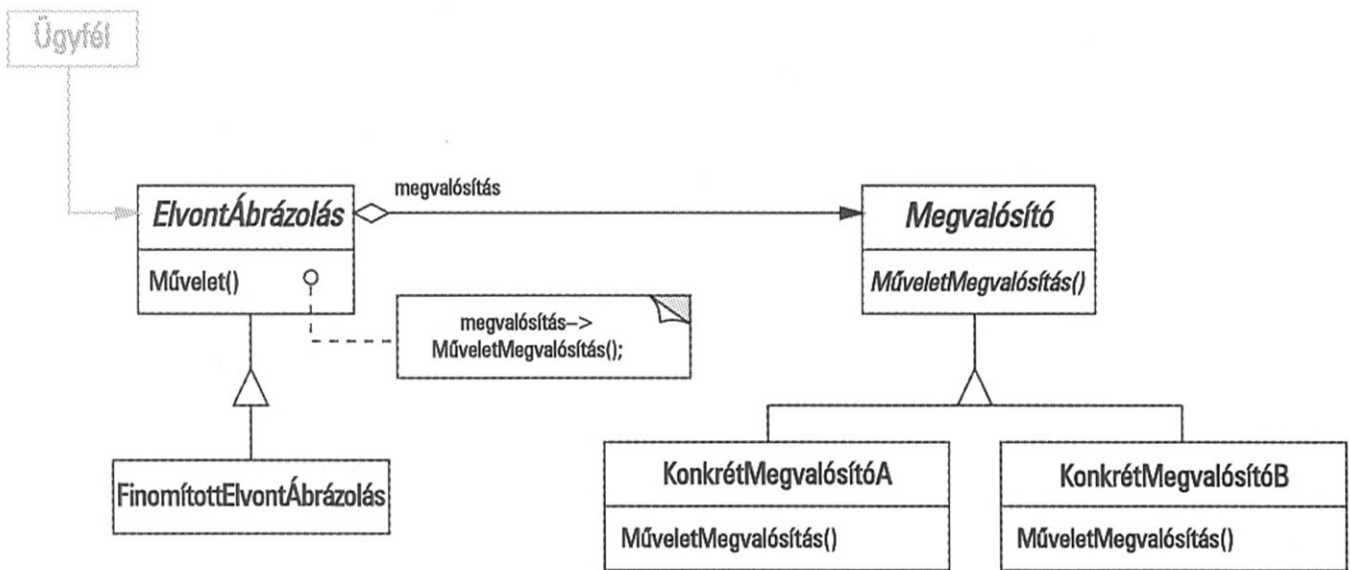 Ügyfél
megvalósítás
ElvontÁbrázolás
Megvalósító
Művelet()
MűveletMegvalósítás()
megvalósítás–>
MűveletMegvalósítás();
FinomítottElvontÁbrázolás
KonkrétMegvalósítóA
KonkrétMegvalósítóB
MűveletMegvalósítás()
MűveletMegvalósítás()